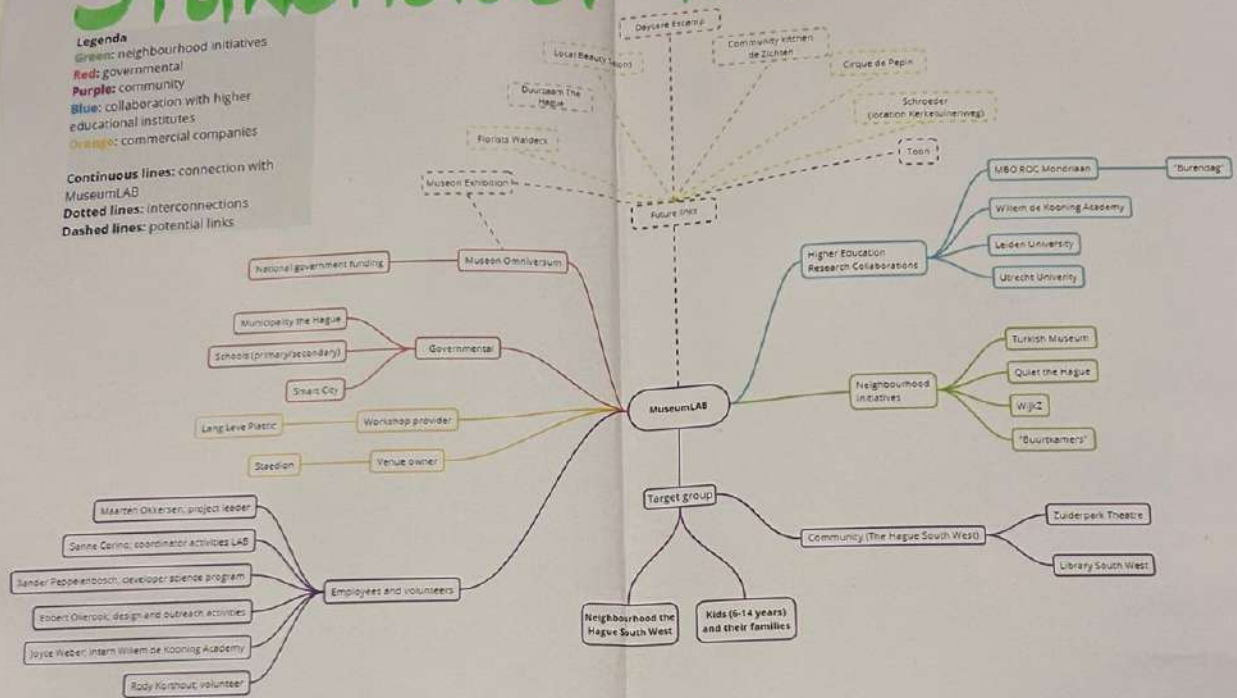 Legenda
Green: neighbourhood initiatives
Red: governmental
Purple: community
Blue: collaboration with higher
educational institutes
Orange: commercial companies
Continuous lines: connection with
MuseumLAB
Dotted lines: interconnections
Dashed lines: potential links
Daycare Escamp
Local Beauty
Community kitchen
de Zichten
Cirque de Pepin
Duurzaam The
Hague
Schroeder
(location Kerketuinenweg)
Florists Waldeck
Toon
Museon Exhibition
Future links
MBO ROC Mondriaan
"Burendag"
Willem de Kooning Academy
Higher Education
Research Collaborations
Leiden University
Utrecht Univerity
National government funding
Museon Omniversum
Municipality the Hague
Schools (primary/secondary)
Governmental
Smart City
Turkish Museum
Quiet the Hague
Neighbourhood
initiatives
WijkZ
"Buurtkamers"
MuseumLAB
Lang Leve Plastic
Workshop provider
Staedion
Venue owner
Target group
Community (The Hague South West)
Zuiderpark Theatre
Library South West
Neighbourhood the
Hague South West
Kids (6-14 years)
and their families
Maarten Okkersen; project leader
Sanne Corino; coordinator activities LAB
Sander Peppelenbosch; developer science program
design and outreach activities
Joyce Weber; intern Willem de Kooning Academy
Rody Korthout; volunteer
Employees and volunteers